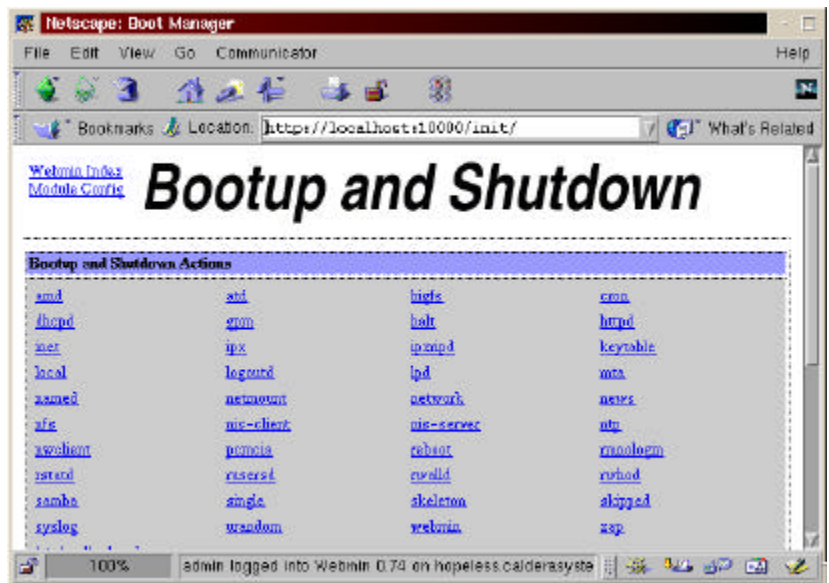 Netscape: Boot Manager
File Edit View Go Communicator Help
Bookmarks Location: http://localhost:10000/init/ What's Related
Webmin Index
Module Config
Bootup and Shutdown
Bootup and Shutdown Actions
amd atd bigfs cron
dhcpd gpm halt httpd
inet ipx ipxripd keytable
local logoutd lpd mta
named netmount network news
nfs nis-client nis-server ntp
nwclient pcmcia reboot rmnologin
rstatd rusersd rwalld rwhod
samba single skeleton skipped
syslog urandom webmin zap
100% admin logged into Webmin 0.74 on hopeless.calderasyste